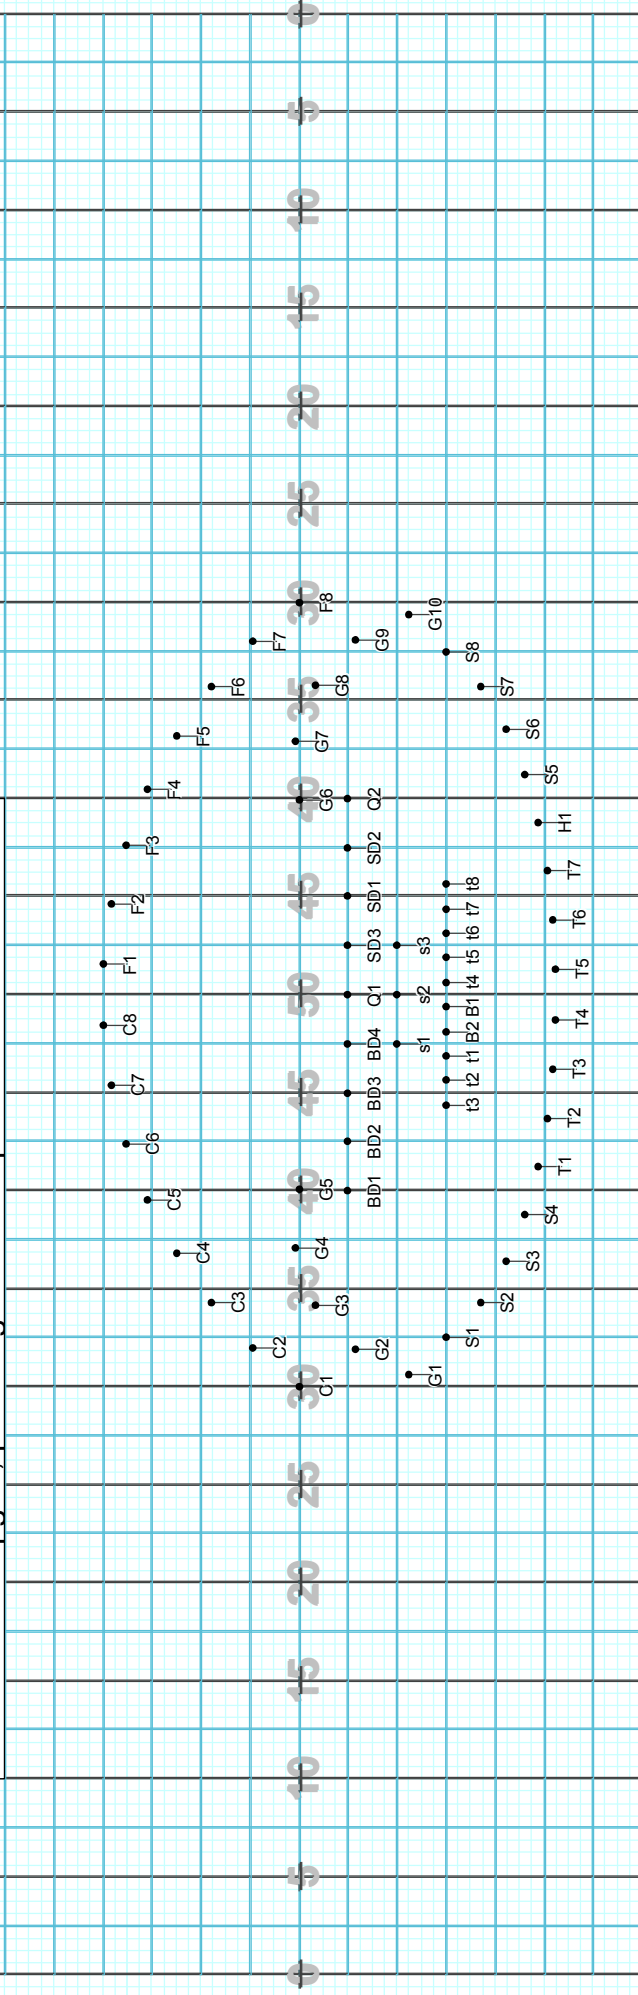 C8 F1
C7 F2
C6 F3
C5 F4
C4 F5
C3 F6
C2 F7
0 5 10 15 20 25 30 35 40 45 50 45 40 35 30 25 20 15 10 5 0
G4 G7
C1 G5 G6 F8
G3 G8
BD1 BD2 BD3 BD4 Q1 SD3 SD1 SD2 Q2
G2 G9
s1 s2 s3
G1 G10
S1 t3 t2 t1 B2 B1 t4 t5 t6 t7 t8 S8
S2 S7
S3 S6
S4 S5
T1 H1
T2 T7
T3 T6
T4 T5